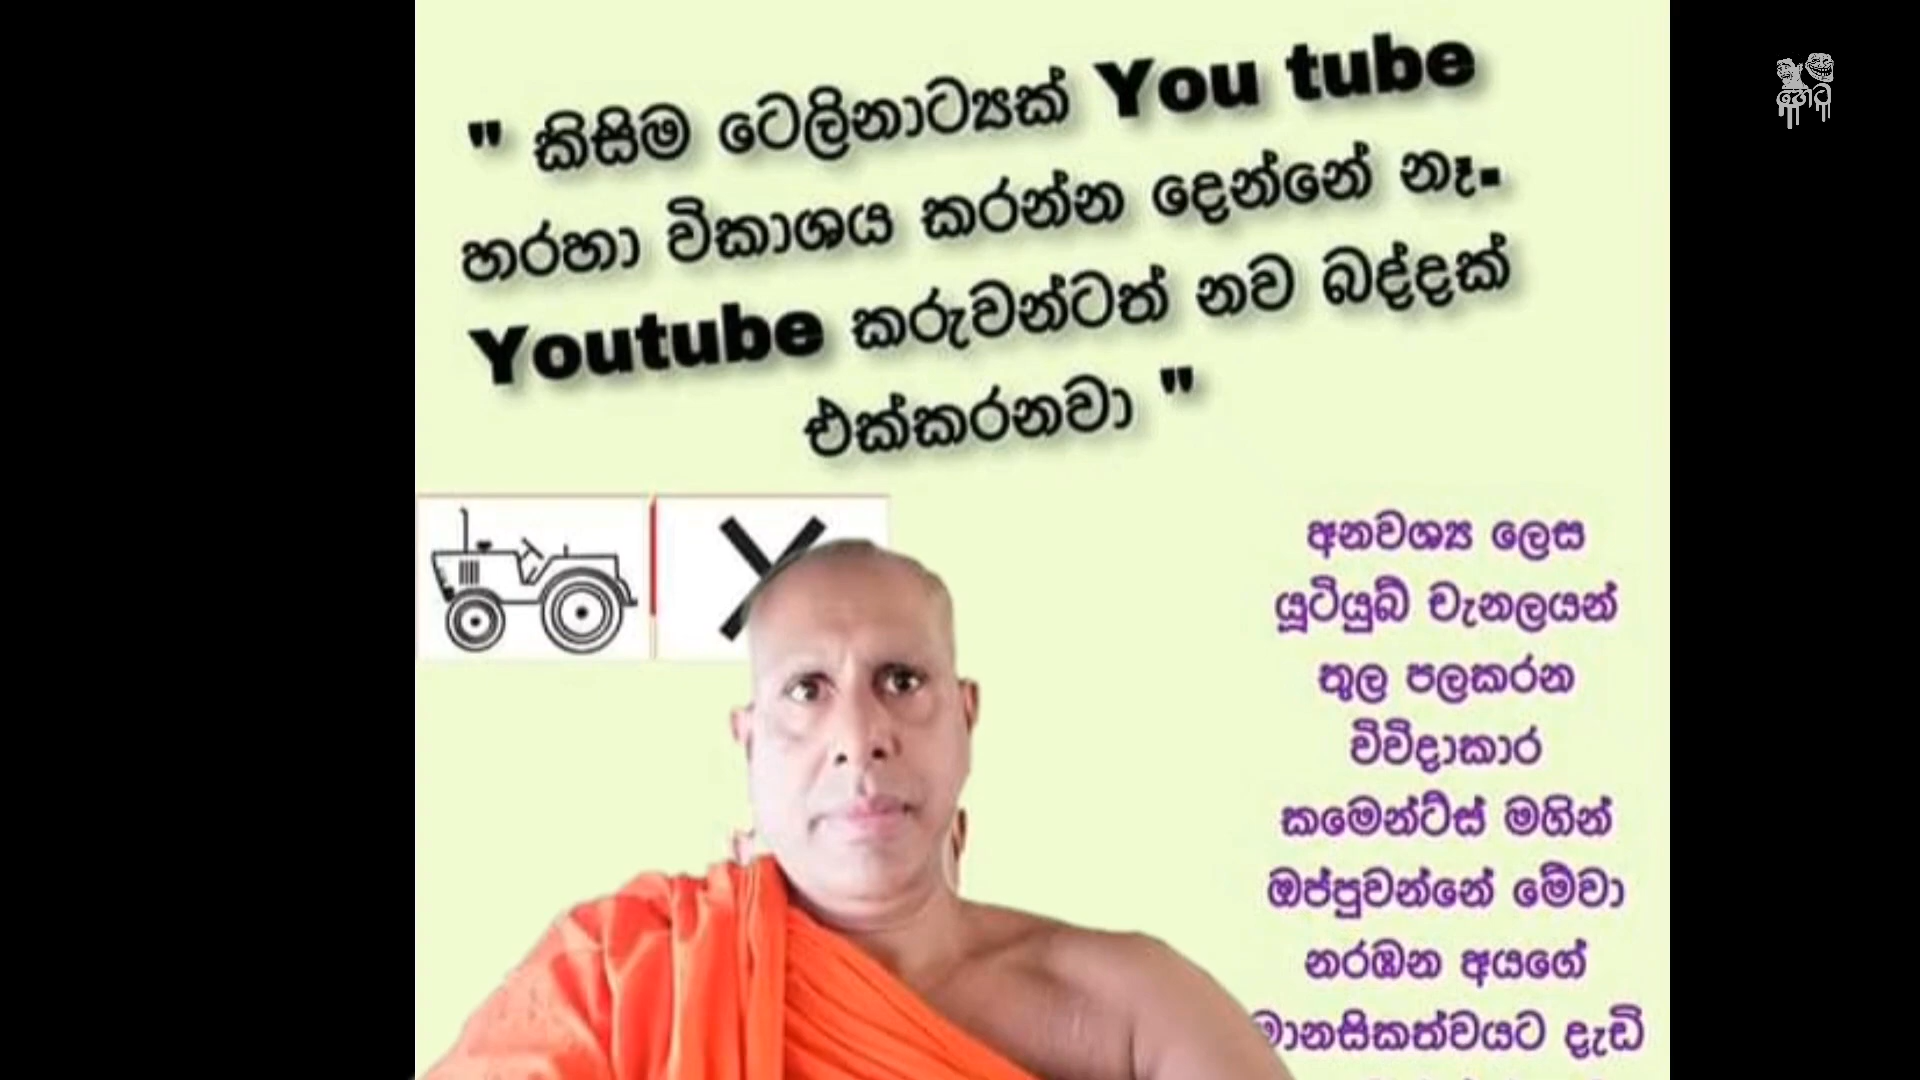 " කිසිම ටෙලිනාට්‍යක් You tube
හරහා විකාශය කරන්න දෙන්නේ නෑ.
Youtube කරුවන්ටත් නව බද්දක්
එක්කරනවා "
අනවශ්‍ය ලෙස
යූටියුබ් චැනලයන්
තුල පලකරන
විවිදාකාර
කමෙන්ට්ස් මගින්
ඔප්පුවන්නේ මේවා
නරඹන අයගේ
මානසිකත්වයට දැඩි
හෙට